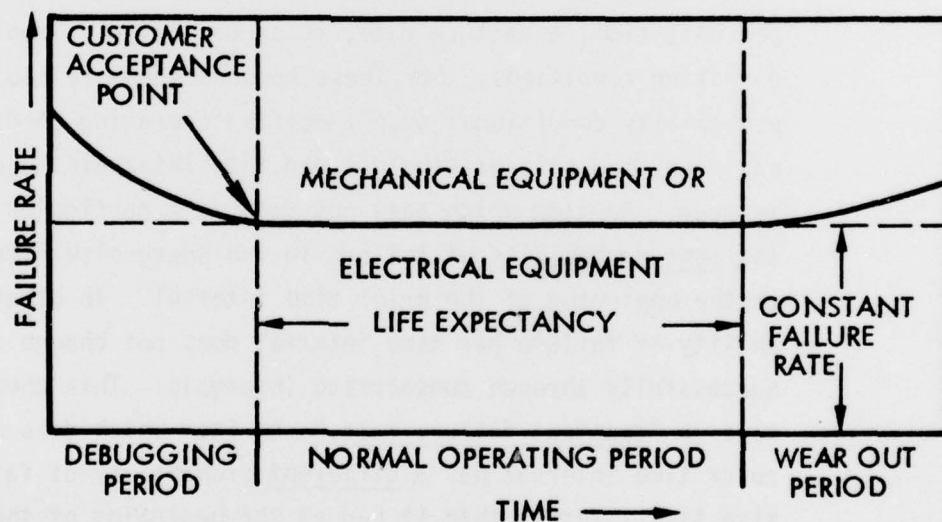 CUSTOMER
ACCEPTANCE
POINT
FAILURE RATE
MECHANICAL EQUIPMENT OR
ELECTRICAL EQUIPMENT
LIFE EXPECTANCY
CONSTANT
FAILURE
RATE
DEBUGGING
PERIOD
NORMAL OPERATING PERIOD
WEAR OUT
PERIOD
TIME